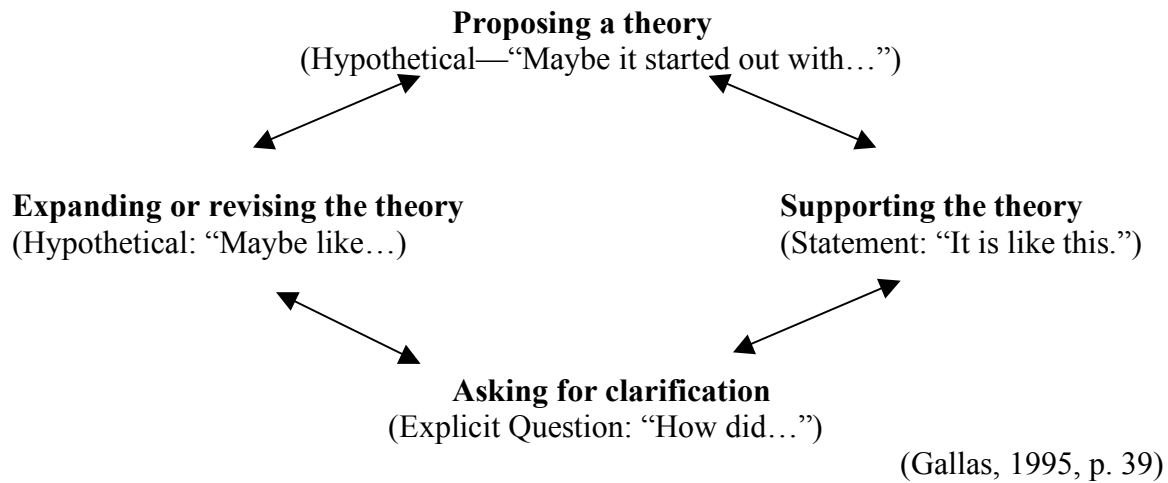 Proposing a theory
(Hypothetical—“Maybe it started out with…”)
Expanding or revising the theory
(Hypothetical: “Maybe like…)
Supporting the theory
(Statement: “It is like this.”)
Asking for clarification
(Explicit Question: “How did…”)
(Gallas, 1995, p. 39)